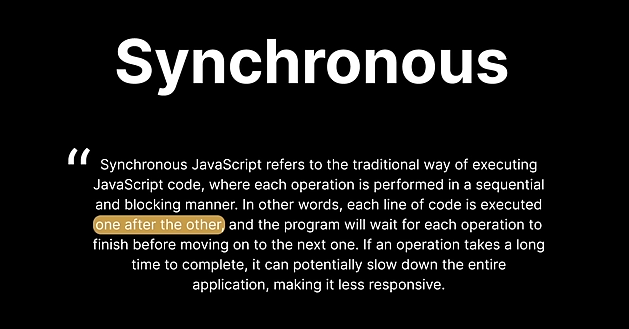 Synchronous
“ Synchronous JavaScript refers to the traditional way of executing
JavaScript code, where each operation is performed in a sequential
and blocking manner. In other words, each line of code is executed
one after the other, and the program will wait for each operation to
finish before moving on to the next one. If an operation takes a long
time to complete, it can potentially slow down the entire
application, making it less responsive.